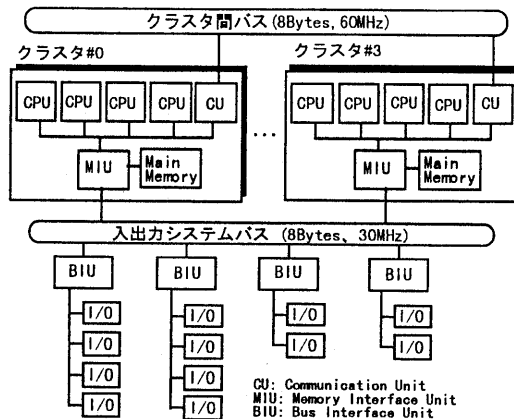 クラスタ間バス(8Bytes,60MHz)
クラスタ#0
クラスタ#3
CPU CPU CPU CPU CU
CPU CPU CPU CPU CU
...
MIU
Main
Memory
MIU
Main
Memory
入出力システムバス (8Bytes、30MHz)
BIU BIU BIU BIU
I/O I/O I/O I/O
I/O I/O I/O I/O
I/O I/O
I/O I/O
CU: Communication Unit
MIU: Memory Interface Unit
BIU: Bus Interface Unit